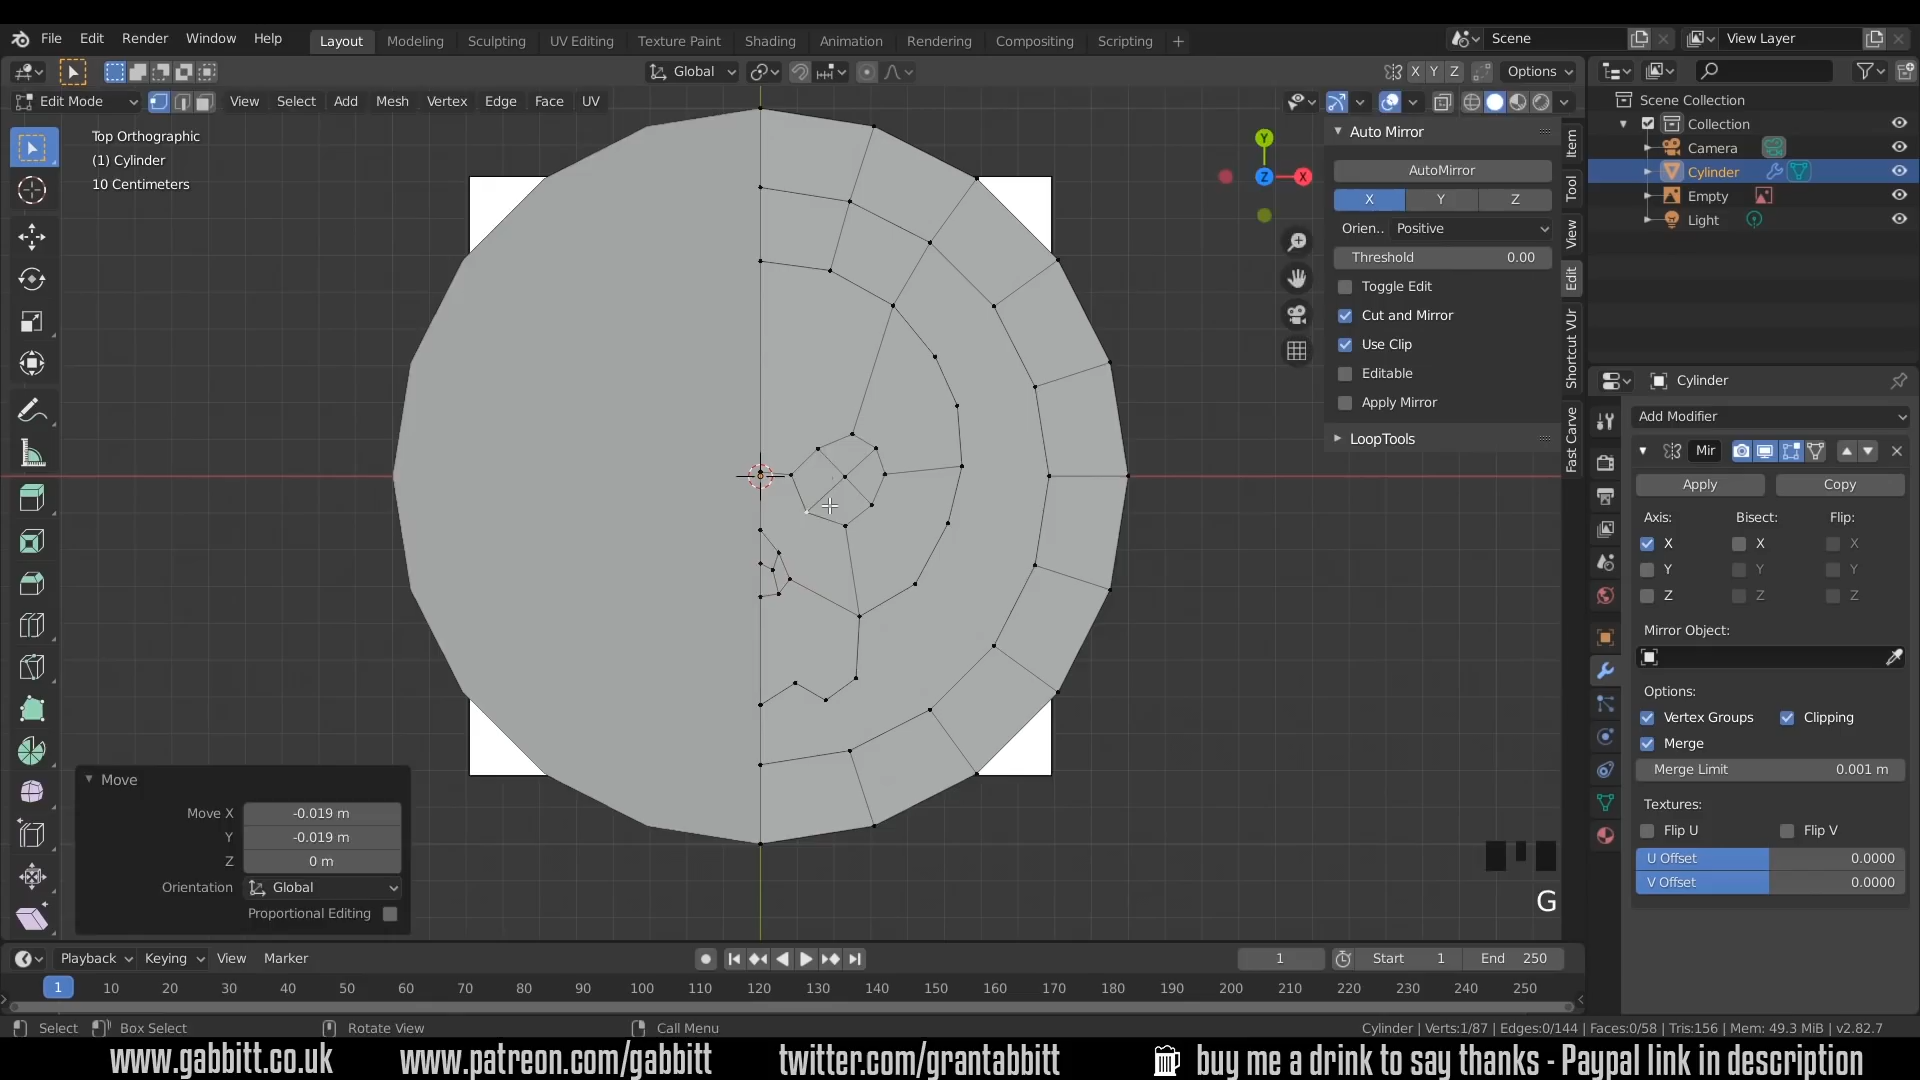 File Edit Render Window Help Layout Modeling Sculpting UV Editing Texture Paint Shading Animation Rendering Compositing Scripting + Scene View Layer
Global X Y Z Options
Edit Mode View Select Add Mesh Vertex Edge Face UV
Top Orthographic
(1) Cylinder
10 Centimeters
Y
Z X
Auto Mirror
AutoMirror
X Y Z
Orien.. Positive
Threshold 0.00
Toggle Edit
Cut and Mirror
Use Clip
Editable
Apply Mirror
LoopTools
Item
Tool
View
Edit
Shortcut VUr
Fast Carve
Scene Collection
Collection
Camera
Cylinder
Empty
Light
Cylinder
Add Modifier
Mir
Apply Copy
Axis: Bisect: Flip:
X X X
Y Y Y
Z Z Z
Mirror Object:
Options:
Vertex Groups Clipping
Merge
Merge Limit 0.001 m
Textures:
Flip U Flip V
U Offset 0.0000
V Offset 0.0000
Move
Move X -0.019 m
Y -0.019 m
Z 0 m
Orientation Global
Proportional Editing
G
Playback Keying View Marker 1 Start 1 End 250
1 10 20 30 40 50 60 70 80 90 100 110 120 130 140 150 160 170 180 190 200 210 220 230 240 250
Select Box Select Rotate View Call Menu Cylinder | Verts:1/87 | Edges:0/144 | Faces:0/58 | Tris:156 | Mem: 49.3 MiB | v2.82.7
www.gabbitt.co.uk www.patreon.com/gabbitt twitter.com/grantabbitt buy me a drink to say thanks - Paypal link in description